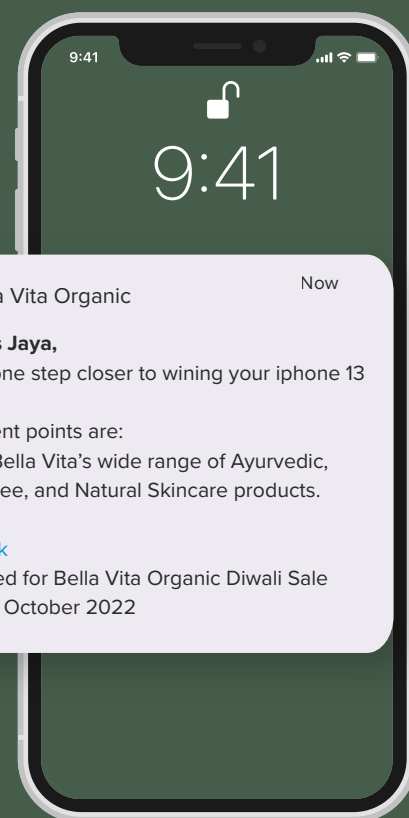 9:41
9:41
Now
a Vita Organic
s Jaya,
one step closer to wining your iphone 13
ent points are:
Bella Vita's wide range of Ayurvedic,
ee, and Natural Skincare products.
k
ed for Bella Vita Organic Diwali Sale
October 2022